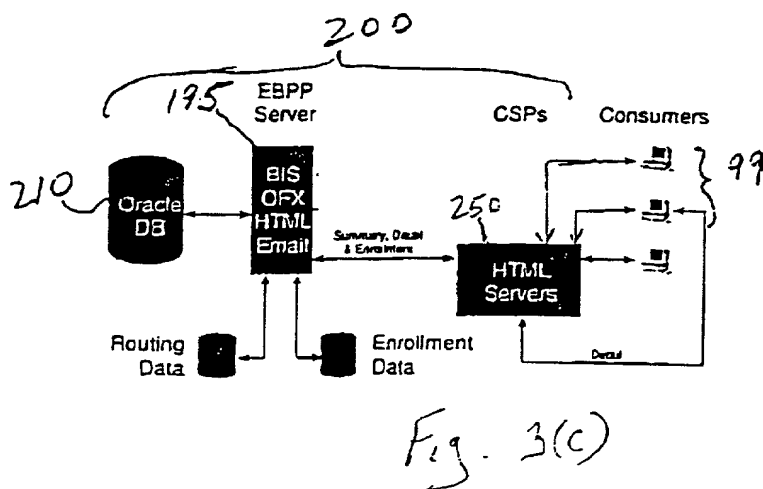 200
195
EBPP
Server
CSPs
Consumers
99
210
Oracle
DB
BIS
OFX
HTML
Email
Summary, Detail
& Enrollment
250
HTML
Servers
Routing
Data
Enrollment
Data
Detail
Fig. 3(c)